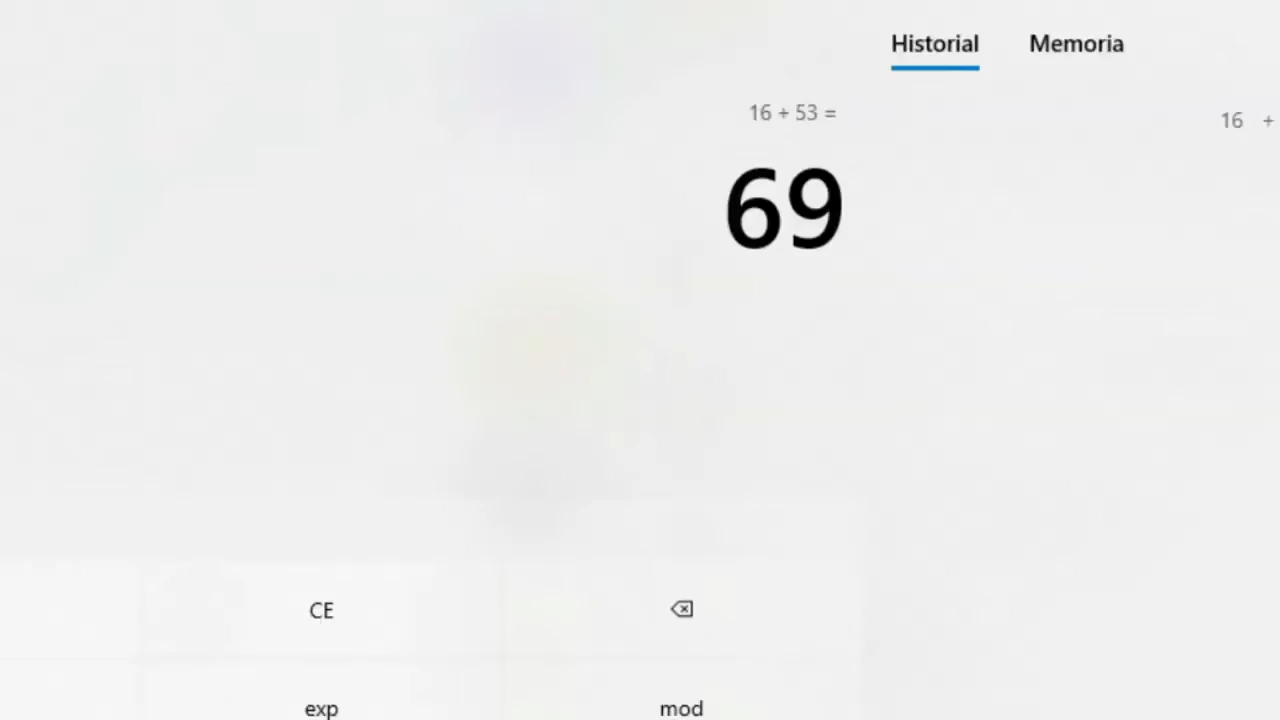 Historial Memoria
16 + 53 =
16 +
69
CE
exp mod